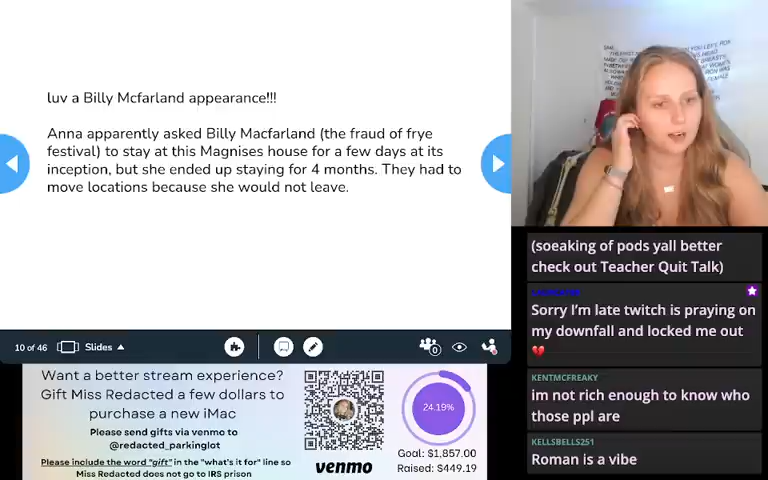 luv a Billy Mcfarland appearance!!!
Anna apparently asked Billy Macfarland (the fraud of frye
festival) to stay at this Magnises house for a few days at its
inception, but she ended up staying for 4 months. They had to
move locations because she would not leave.
10 of 46
Slides
0
Want a better stream experience?
Gift Miss Redacted a few dollars to
purchase a new iMac
Please send gifts via venmo to
@redacted_parkinglot
Please include the word "gift" in the "what's it for" line so
Miss Redacted does not go to IRS prison
venmo
24.19%
Goal: $1,857.00
Raised: $449.19
(soeaking of pods yall better
check out Teacher Quit Talk)
Sorry I'm late twitch is praying on
my downfall and locked me out
💔
KENTMCFREAKY
im not rich enough to know who
those ppl are
KELLSBELLS251
Roman is a vibe